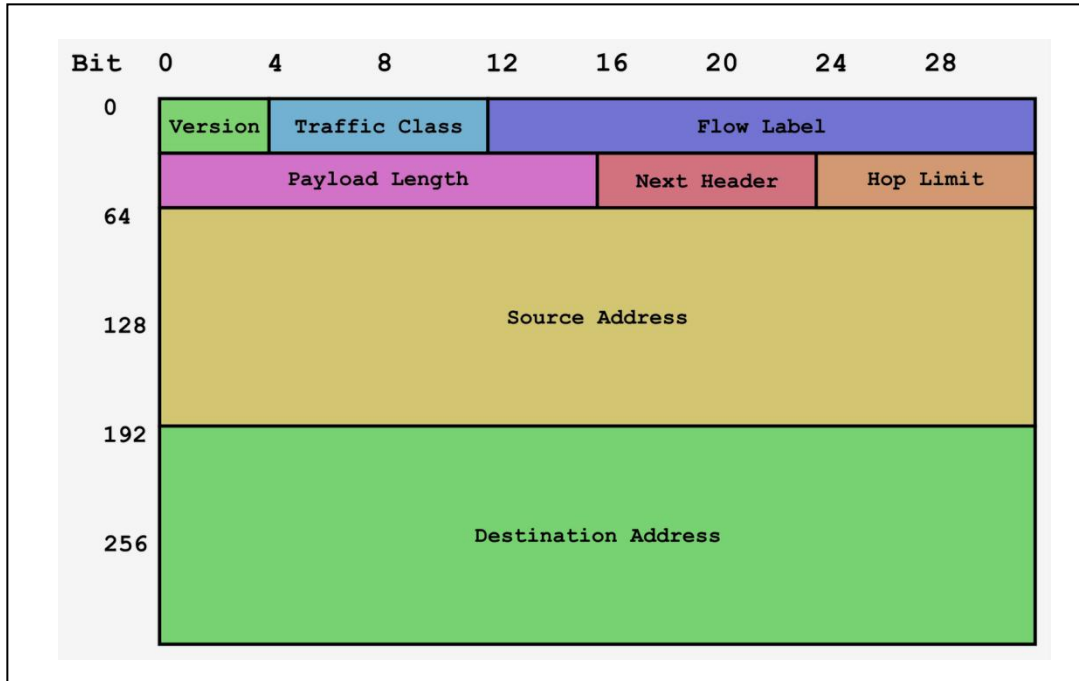 Bit 0 4 8 12 16 20 24 28
0
Version Traffic Class Flow Label
Payload Length Next Header Hop Limit
64
Source Address
128
192
Destination Address
256